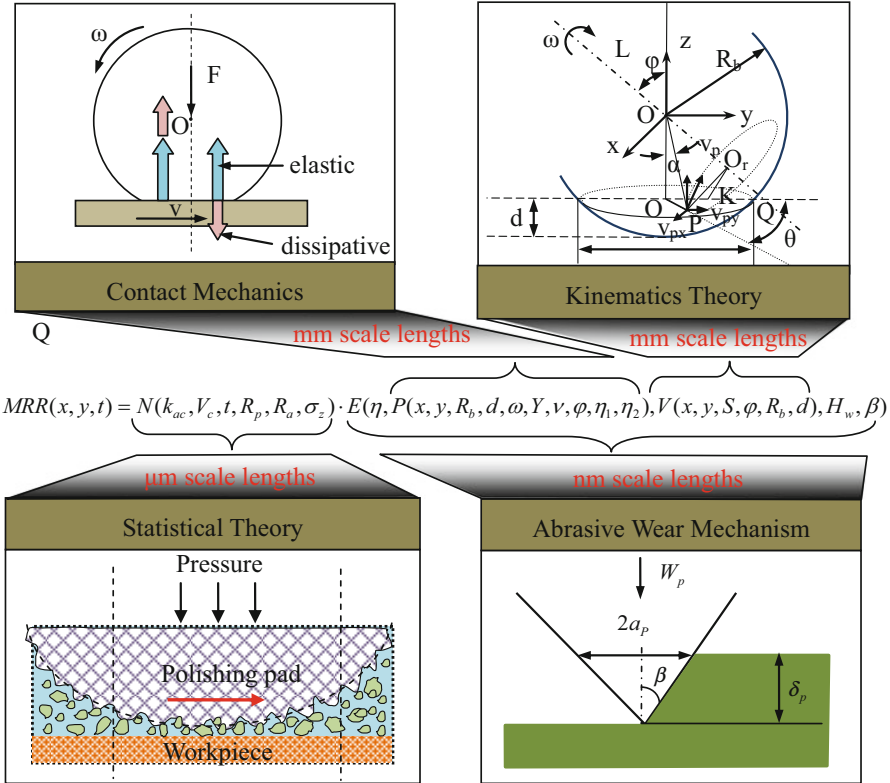 ω
F
O
elastic
v
dissipative
Contact Mechanics
ω
L
z
φ
R_b
O
y
x
v_p
α
O_r
K
d
O
P
v_py
Q
v_px
θ
Kinematics Theory
Q
mm scale lengths
mm scale lengths
MRR(x, y, t) = N(k_ac, V_c, t, R_p, R_a, σ_z) · E(η, P(x, y, R_b, d, ω, Y, ν, φ, η_1, η_2), V(x, y, S, φ, R_b, d), H_w, β)
μm scale lengths
nm scale lengths
Statistical Theory
Abrasive Wear Mechanism
Pressure
Polishing pad
Workpiece
W_p
2a_P
β
δ_p